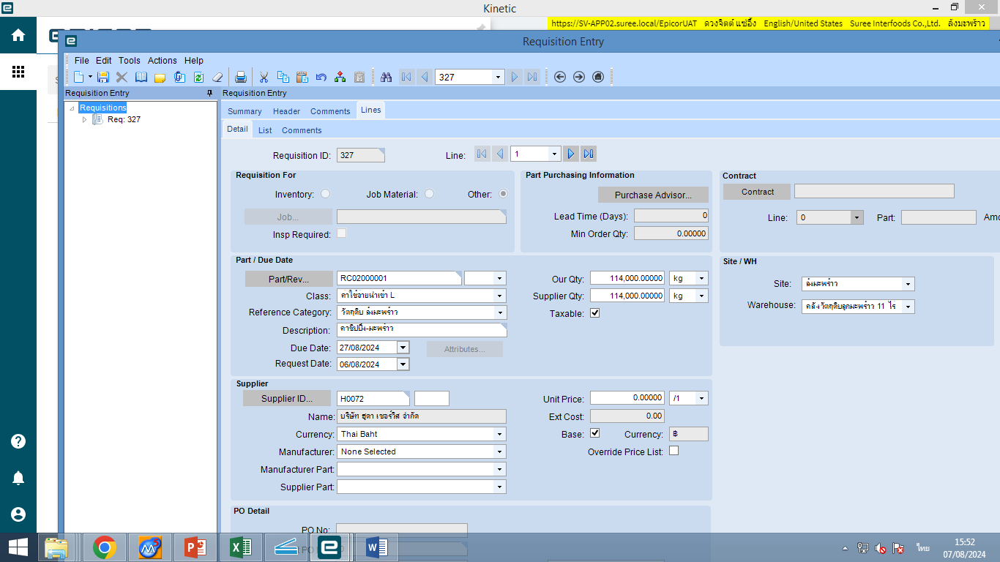 Kinetic
https://SV-APP02.suree.local/EpicorUAT ดวงจิตต์ แซ่อึ้ง English/United States Suree Interfoods Co.,Ltd. ล้งมะพร้าว
Requisition Entry
File Edit Tools Actions Help
327
Requisition Entry
Requisitions
Req: 327
Requisition Entry
Summary Header Comments Lines
Detail List Comments
Requisition ID: 327 Line: 1
Requisition For
Inventory: Job Material: Other:
Job...
Insp Required:
Part Purchasing Information
Purchase Advisor...
Lead Time (Days): 0
Min Order Qty: 0.00000
Contract
Contract
Line: 0 Part: Amo
Part / Due Date
Part/Rev... RC02000001
Class: ค่าใช้จ่ายนำเข้า L
Reference Category: วัตถุดิบ ล้งมะพร้าว
Description: ค่าชิปปิ้ง-มะพร้าว
Due Date: 27/08/2024 Attributes...
Request Date: 06/08/2024
Our Qty: 114,000.00000 kg
Supplier Qty: 114,000.00000 kg
Taxable:
Site / WH
Site: ล้งมะพร้าว
Warehouse: คลังวัตถุดิบลูกมะพร้าว 11 ไร่
Supplier
Supplier ID... H0072
Name: บริษัท ฮุดา เซอร์วิส จำกัด
Currency: Thai Baht
Manufacturer: None Selected
Manufacturer Part:
Supplier Part:
Unit Price: 0.00000 /1
Ext Cost: 0.00
Base: Currency: ฿
Override Price List:
PO Detail
PO No:
ไทย
15:52
07/08/2024